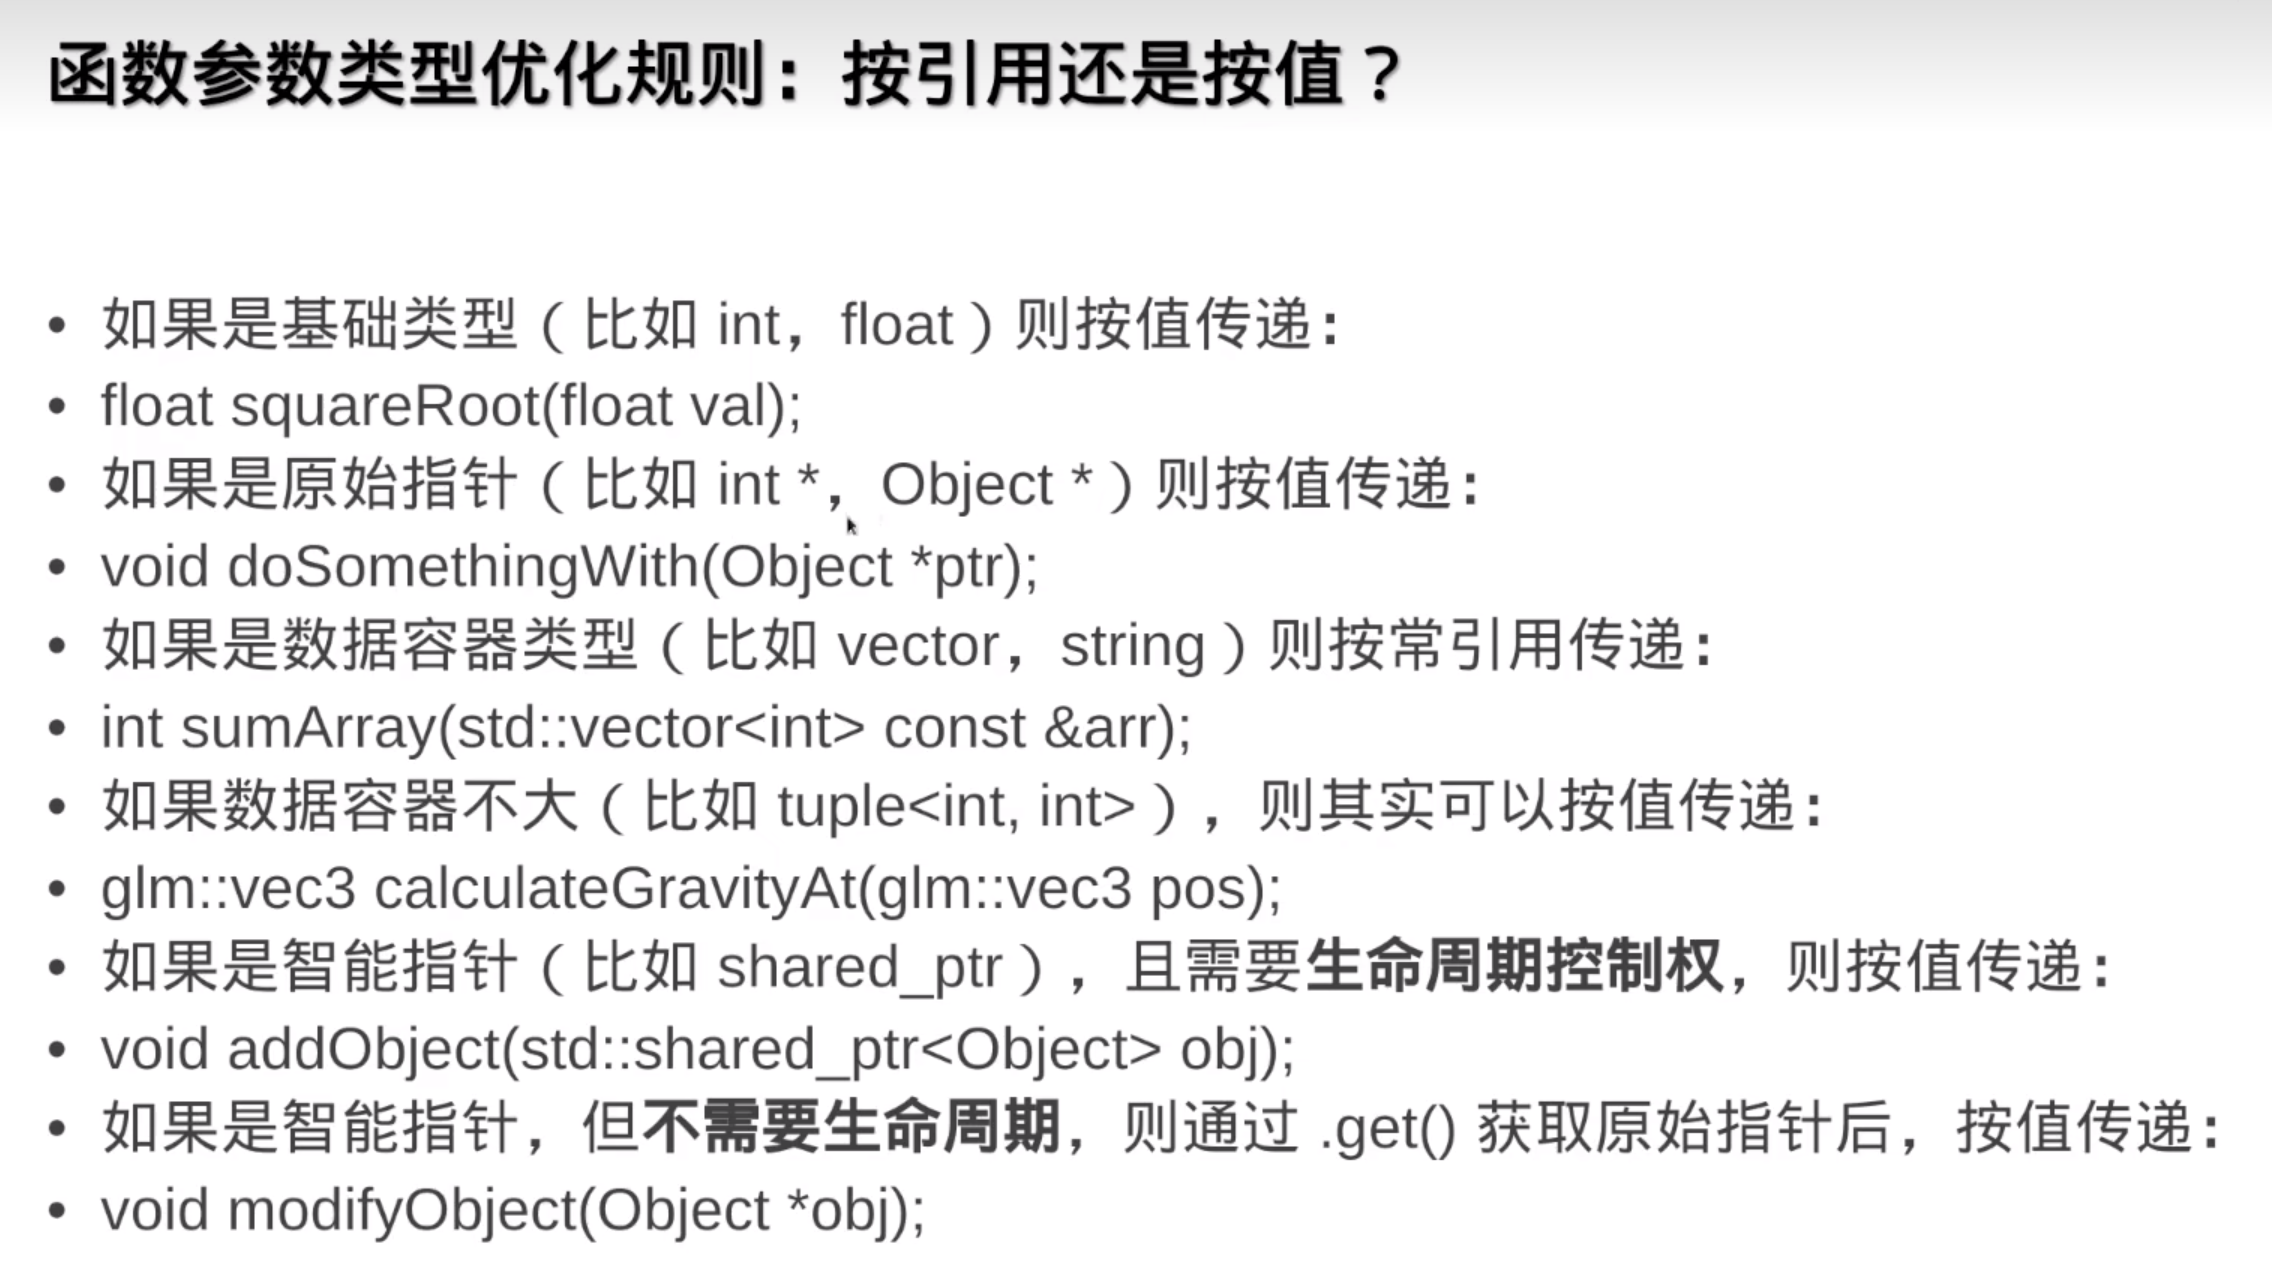 函数参数类型优化规则：按引用还是按值？
• 如果是基础类型（比如 int，float）则按值传递：
• float squareRoot(float val);
• 如果是原始指针（比如 int *，Object *）则按值传递：
• void doSomethingWith(Object *ptr);
• 如果是数据容器类型（比如 vector，string）则按常引用传递：
• int sumArray(std::vector<int> const &arr);
• 如果数据容器不大（比如 tuple<int, int>），则其实可以按值传递：
• glm::vec3 calculateGravityAt(glm::vec3 pos);
• 如果是智能指针（比如 shared_ptr），且需要生命周期控制权，则按值传递：
• void addObject(std::shared_ptr<Object> obj);
• 如果是智能指针，但不需要生命周期，则通过 .get() 获取原始指针后，按值传递：
• void modifyObject(Object *obj);